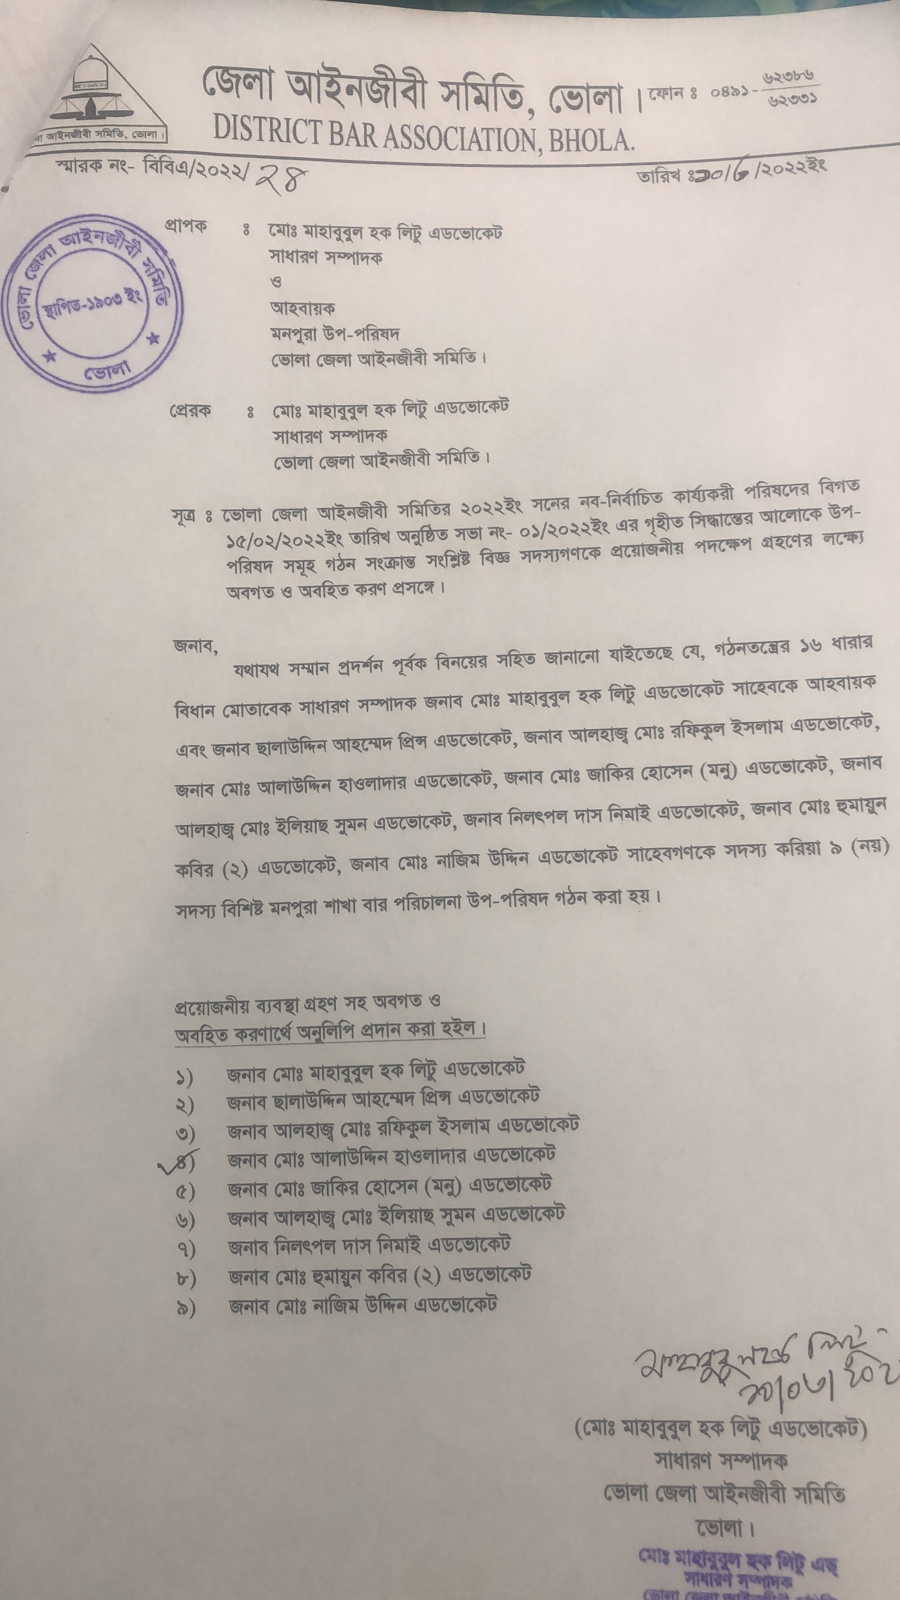 জেলা আইনজীবী সমিতি, ভোলা।
ফোন ঃ ০৪৯১-৬২৩৮৬
৬২৩৩১
DISTRICT BAR ASSOCIATION, BHOLA.
জেলা আইনজীবী সমিতি, ভোলা।
স্মারক নং- বিবিএ/২০২২/২৪
তারিখ ঃ /২০২২ইং
ভোলা জেলা আইনজীবী সমিতি
স্থাপিত-১৯০৩ ইং
ভোলা
প্রাপক ঃ মোঃ মাহাবুবুল হক লিটু এডভোকেট
সাধারণ সম্পাদক
ও
আহবায়ক
মনপুরা উপ-পরিষদ
ভোলা জেলা আইনজীবী সমিতি।
প্রেরক ঃ মোঃ মাহাবুবুল হক লিটু এডভোকেট
সাধারণ সম্পাদক
ভোলা জেলা আইনজীবী সমিতি।
সূত্র ঃ ভোলা জেলা আইনজীবী সমিতির ২০২২ইং সনের নব-নির্বাচিত কার্য্যকরী পরিষদের বিগত
১৫/০২/২০২২ইং তারিখ অনুষ্ঠিত সভা নং- ০১/২০২২ইং এর গৃহীত সিদ্ধান্তের আলোকে উপ-
পরিষদ সমূহ গঠন সংক্রান্ত সংশ্লিষ্ট বিজ্ঞ সদস্যগণকে প্রয়োজনীয় পদক্ষেপ গ্রহণের লক্ষ্যে
অবগত ও অবহিত করণ প্রসঙ্গে।
জনাব,
যথাযথ সম্মান প্রদর্শন পূর্বক বিনয়ের সহিত জানানো যাইতেছে যে, গঠনতন্ত্রের ১৬ ধারার
বিধান মোতাবেক সাধারণ সম্পাদক জনাব মোঃ মাহাবুবুল হক লিটু এডভোকেট সাহেবকে আহবায়ক
এবং জনাব ছালাউদ্দিন আহম্মেদ প্রিন্স এডভোকেট, জনাব আলহাজ্ব মোঃ রফিকুল ইসলাম এডভোকেট,
জনাব মোঃ আলাউদ্দিন হাওলাদার এডভোকেট, জনাব মোঃ জাকির হোসেন (মনু) এডভোকেট, জনাব
আলহাজ্ব মোঃ ইলিয়াছ সুমন এডভোকেট, জনাব নিলৎপল দাস নিমাই এডভোকেট, জনাব মোঃ হুমায়ুন
কবির (২) এডভোকেট, জনাব মোঃ নাজিম উদ্দিন এডভোকেট সাহেবগণকে সদস্য করিয়া ৯ (নয়)
সদস্য বিশিষ্ট মনপুরা শাখা বার পরিচালনা উপ-পরিষদ গঠন করা হয়।
প্রয়োজনীয় ব্যবস্থা গ্রহণ সহ অবগত ও
অবহিত করণার্থে অনুলিপি প্রদান করা হইল।
১) জনাব মোঃ মাহাবুবুল হক লিটু এডভোকেট
২) জনাব ছালাউদ্দিন আহম্মেদ প্রিন্স এডভোকেট
৩) জনাব আলহাজ্ব মোঃ রফিকুল ইসলাম এডভোকেট
৪) জনাব মোঃ আলাউদ্দিন হাওলাদার এডভোকেট
৫) জনাব মোঃ জাকির হোসেন (মনু) এডভোকেট
৬) জনাব আলহাজ্ব মোঃ ইলিয়াছ সুমন এডভোকেট
৭) জনাব নিলৎপল দাস নিমাই এডভোকেট
৮) জনাব মোঃ হুমায়ুন কবির (২) এডভোকেট
৯) জনাব মোঃ নাজিম উদ্দিন এডভোকেট
(মোঃ মাহাবুবুল হক লিটু এডভোকেট)
সাধারণ সম্পাদক
ভোলা জেলা আইনজীবী সমিতি
ভোলা।
মোঃ মাহাবুবুল হক লিটু এড
সাধারণ সম্পাদক